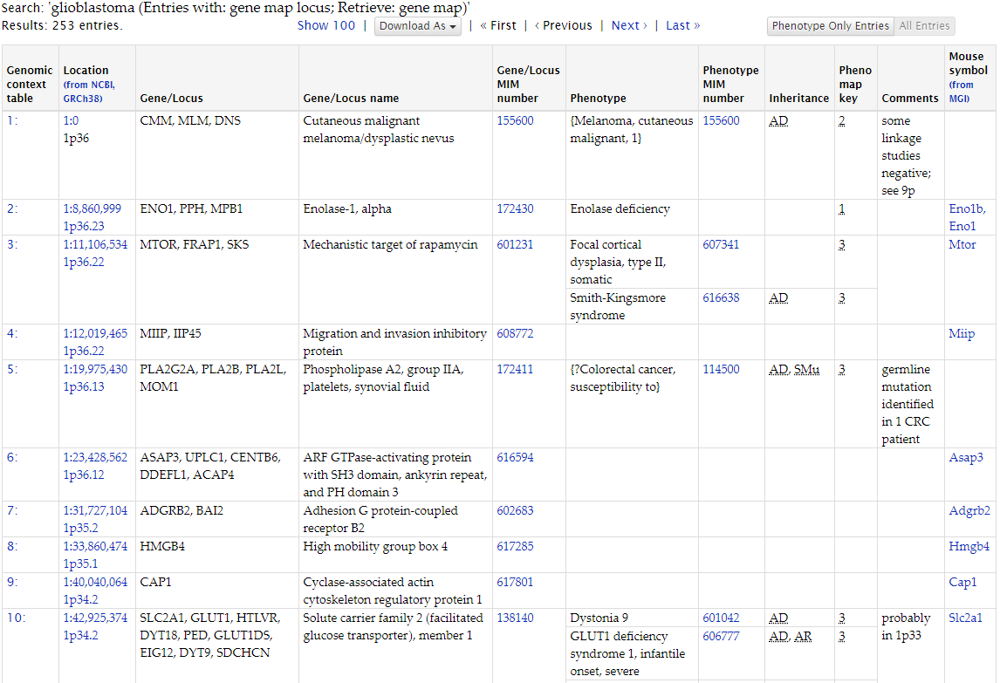 Search: 'glioblastoma (Entries with: gene map locus; Retrieve: gene map)'
Results: 253 entries.
Show 100 | Download As | « First | ‹ Previous | Next › | Last »
Phenotype Only Entries All Entries
Genomic context table
Location (from NCBI, GRCh38)
Gene/Locus
Gene/Locus name
Gene/Locus MIM number
Phenotype
Phenotype MIM number
Inheritance
Pheno map key
Comments
Mouse symbol (from MGI)
1:
1:0
1p36
CMM, MLM, DNS
Cutaneous malignant
melanoma/dysplastic nevus
155600
{Melanoma, cutaneous
malignant, 1}
155600
AD
2
some
linkage
studies
negative;
see 9p
2:
1:8,860,999
1p36.23
ENO1, PPH, MPB1
Enolase-1, alpha
172430
Enolase deficiency
1
Eno1b,
Eno1
3:
1:11,106,534
1p36.22
MTOR, FRAP1, SKS
Mechanistic target of rapamycin
601231
Focal cortical
dysplasia, type II,
somatic
607341
3
Mtor
Smith-Kingsmore
syndrome
616638
AD
3
4:
1:12,019,465
1p36.22
MIIP, IIP45
Migration and invasion inhibitory
protein
608772
Miip
5:
1:19,975,430
1p36.13
PLA2G2A, PLA2B, PLA2L,
MOM1
Phospholipase A2, group IIA,
platelets, synovial fluid
172411
{?Colorectal cancer,
susceptibility to}
114500
AD, SMu
3
germline
mutation
identified
in 1 CRC
patient
6:
1:23,428,562
1p36.12
ASAP3, UPLC1, CENTB6,
DDEFL1, ACAP4
ARF GTPase-activating protein
with SH3 domain, ankyrin repeat,
and PH domain 3
616594
Asap3
7:
1:31,727,104
1p35.2
ADGRB2, BAI2
Adhesion G protein-coupled
receptor B2
602683
Adgrb2
8:
1:33,860,474
1p35.1
HMGB4
High mobility group box 4
617285
Hmgb4
9:
1:40,040,064
1p34.2
CAP1
Cyclase-associated actin
cytoskeleton regulatory protein 1
617801
Cap1
10:
1:42,925,374
1p34.2
SLC2A1, GLUT1, HTLVR,
DYT18, PED, GLUT1DS,
EIG12, DYT9, SDCHCN
Solute carrier family 2 (facilitated
glucose transporter), member 1
138140
Dystonia 9
601042
AD
3
probably
in 1p33
Slc2a1
GLUT1 deficiency
syndrome 1, infantile
onset, severe
606777
AD, AR
3